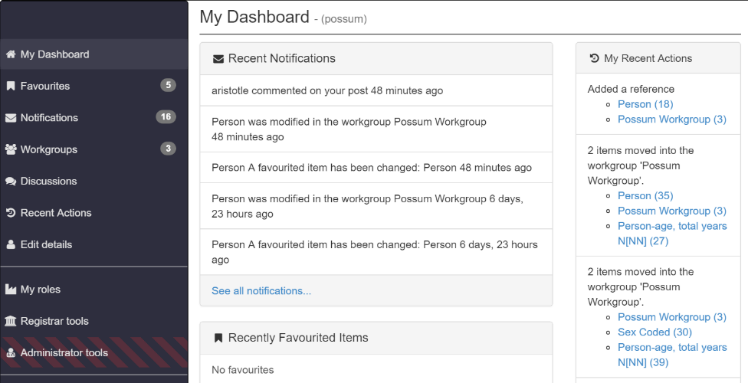 My Dashboard - (possum)
My Dashboard
Favourites 5
Notifications 16
Workgroups 3
Discussions
Recent Actions
Edit details
My roles
Registrar tools
Administrator tools
Recent Notifications
aristotle commented on your post 48 minutes ago
Person was modified in the workgroup Possum Workgroup
48 minutes ago
Person A favourited item has been changed: Person 48 minutes ago
Person was modified in the workgroup Possum Workgroup 6 days,
23 hours ago
Person A favourited item has been changed: Person 6 days, 23 hours
ago
See all notifications...
Recently Favourited Items
No favourites
My Recent Actions
Added a reference
Person (18)
Possum Workgroup (3)
2 items moved into the
workgroup 'Possum
Workgroup'.
Person (35)
Possum Workgroup (3)
Person-age, total years
N[NN] (27)
2 items moved into the
workgroup 'Possum
Workgroup'.
Possum Workgroup (3)
Sex Coded (30)
Person-age, total years
N[NN] (39)